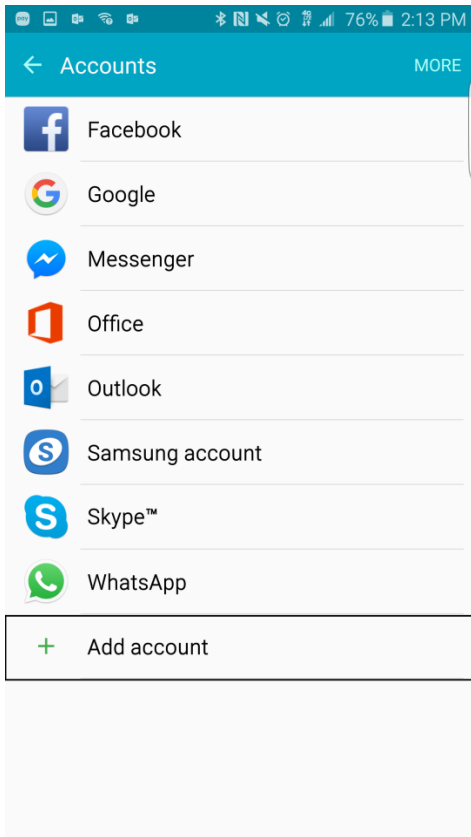 76% 2:13 PM
Accounts MORE
Facebook
Google
Messenger
Office
Outlook
Samsung account
Skype™
WhatsApp
Add account